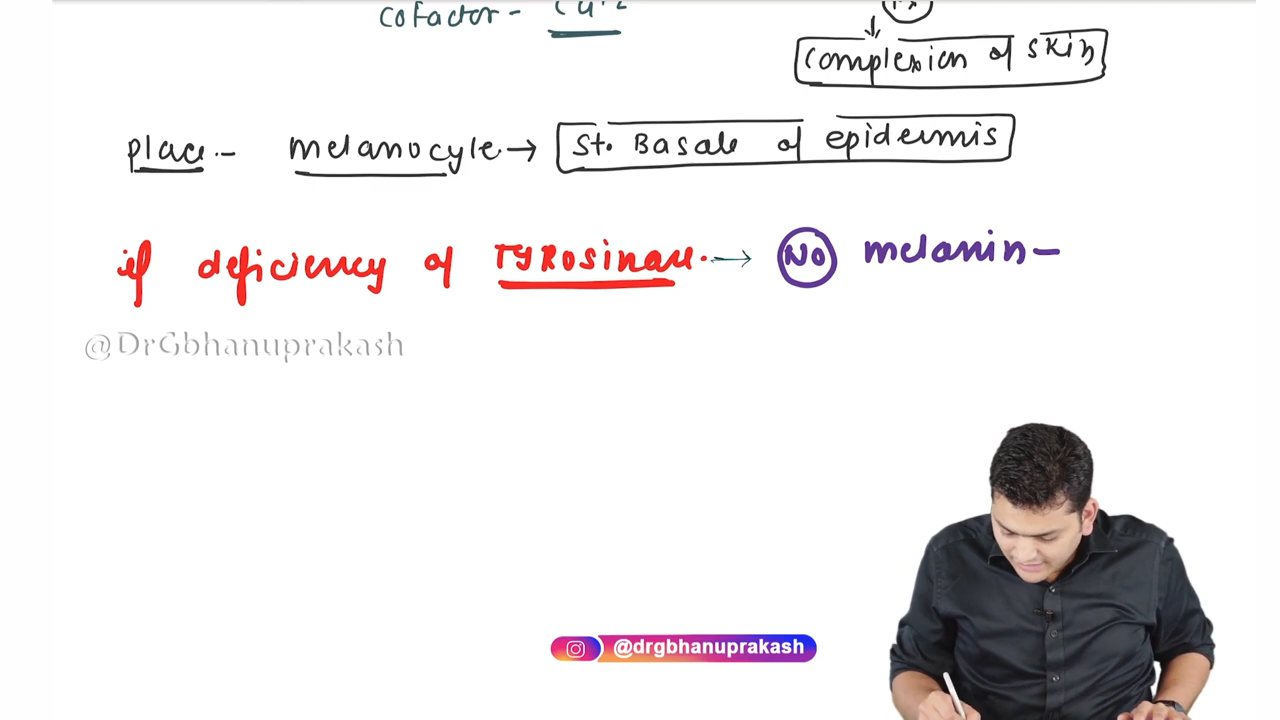 cofactor -
complexion of skin
place - melanocyte → St. Basale of epidermis
if deficiency of TYROSinase → NO melanin -
@DrGbhanuprakash
@drgbhanuprakash